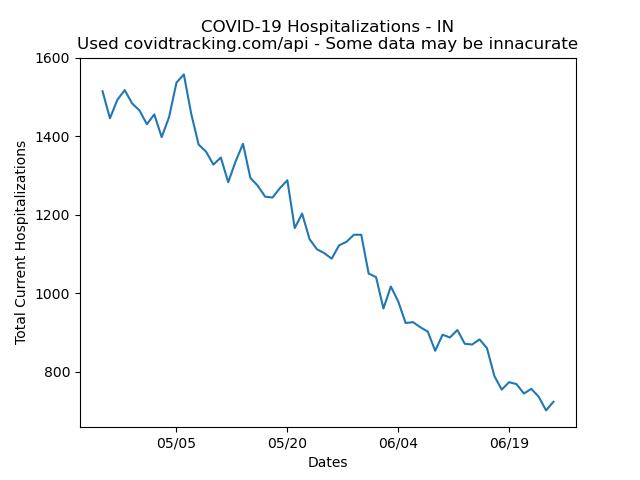 COVID-19 Hospitalizations - IN
Used covidtracking.com/api - Some data may be innacurate
1600
1400
1200
1000
800
Total Current Hospitalizations
05/05
05/20
06/04
06/19
Dates